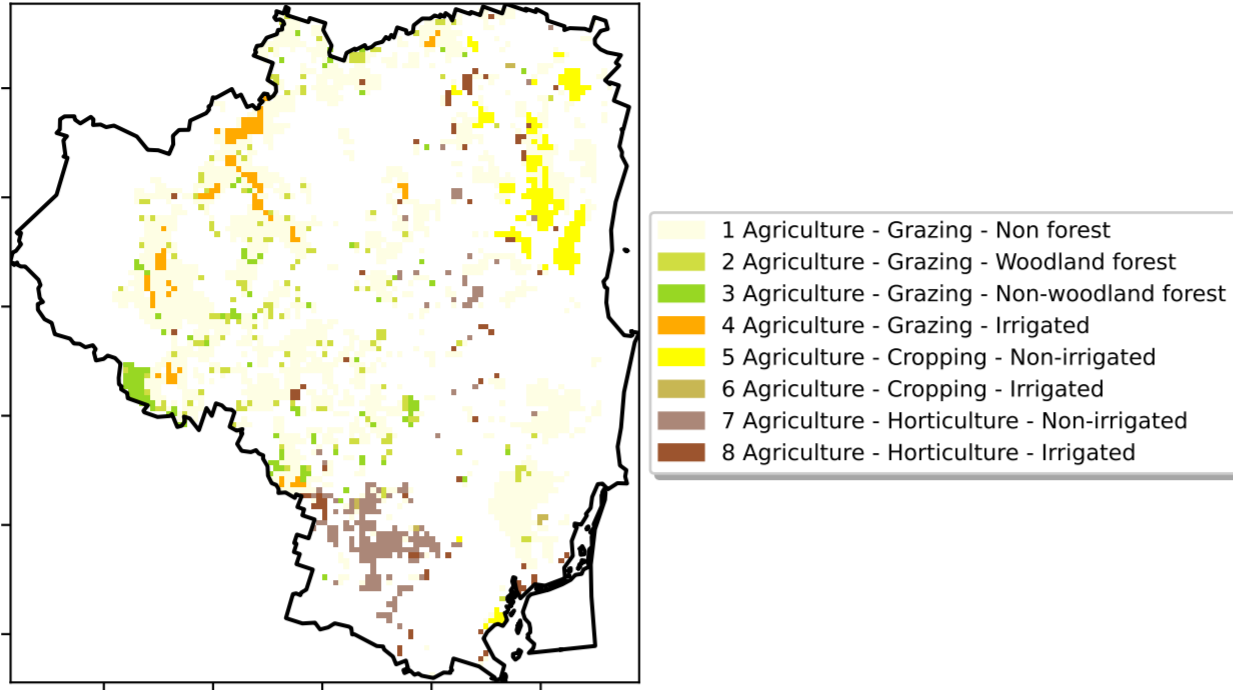 1 Agriculture - Grazing - Non forest
2 Agriculture - Grazing - Woodland forest
3 Agriculture - Grazing - Non-woodland forest
4 Agriculture - Grazing - Irrigated
5 Agriculture - Cropping - Non-irrigated
6 Agriculture - Cropping - Irrigated
7 Agriculture - Horticulture - Non-irrigated
8 Agriculture - Horticulture - Irrigated